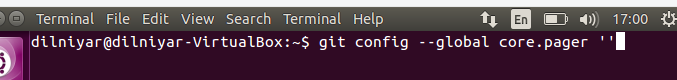 Terminal File Edit View Search Terminal Help En 17:00
dilniyar@dilniyar-VirtualBox:~$ git config --global core.pager ''